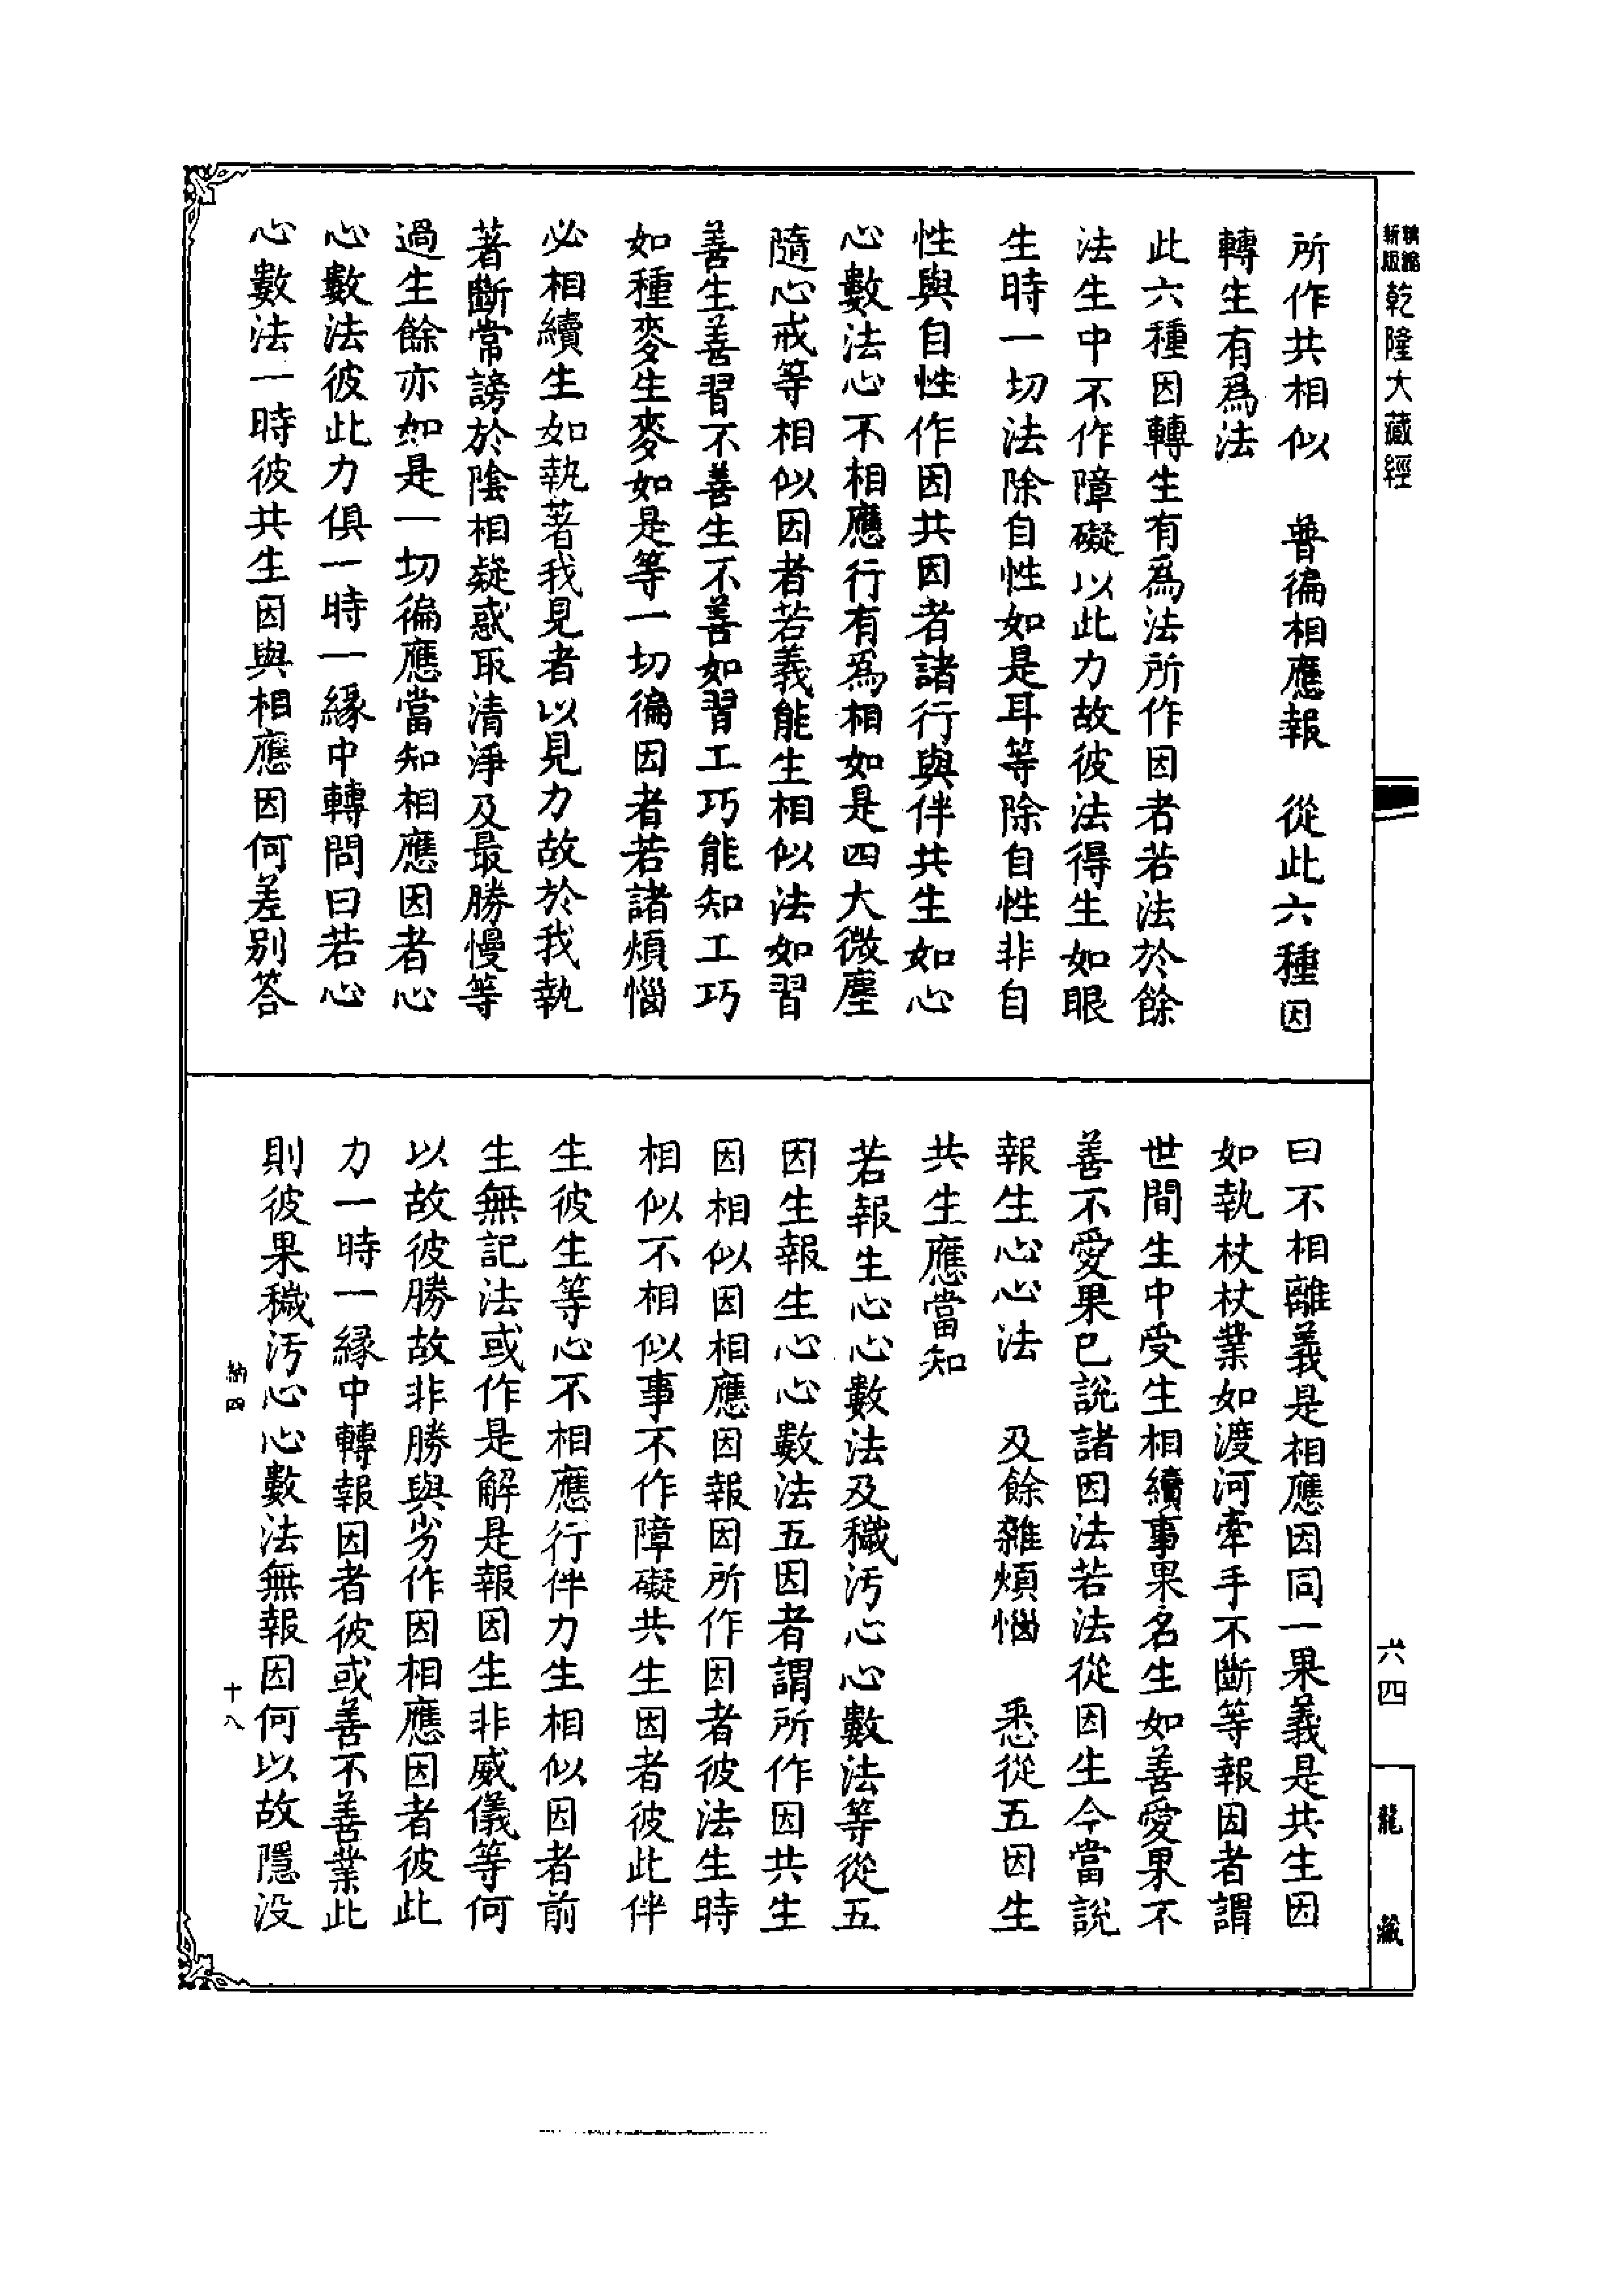 精縮新版乾隆大藏經
所作共相似　普徧相應報　從此六種因
轉生有爲法
此六種因轉生有爲法所作因者若法於餘
法生中不作障礙以此力故彼法得生如眼
生時一切法除自性如是耳等除自性非自
性與自性作因共因者諸行與伴共生如心
心數法心不相應行有爲相如是四大微塵
隨心戒等相似因者若義能生相似法如習
善生善習不善生不善如習工巧能知工巧
如種麥生麥如是等一切徧因者若諸煩惱
必相續生如執著我見者以見力故於我執
著斷常謗於陰相疑惑取清淨及最勝慢等
過生餘亦如是一切徧應當知相應因者心
心數法彼此力俱一時一緣中轉問曰若心
心數法一時彼共生因與相應因何差別答
曰不相離義是相應因同一果義是共生因
如執杖杖業如渡河牽手不斷等報因者謂
世間生中受生相續事果名生如善愛果不
善不愛果已說諸因法若法從因生今當說
報生心心法　及餘雜煩惱　悉從五因生
共生應當知
若報生心心數法及穢污心心數法等從五
因生報生心心數法五因者謂所作因共生
因相似因相應因報因所作因者彼法生時
相似不相似事不作障礙共生因者彼此伴
生彼生等心不相應行伴力生相似因者前
生無記法或作是解是報因生非威儀等何
以故彼勝故非勝與劣作因相應因者彼此
力一時一緣中轉報因者彼或善不善業此
則彼果穢污心心數法無報因何以故隱没
納四
十八
六四
龍藏